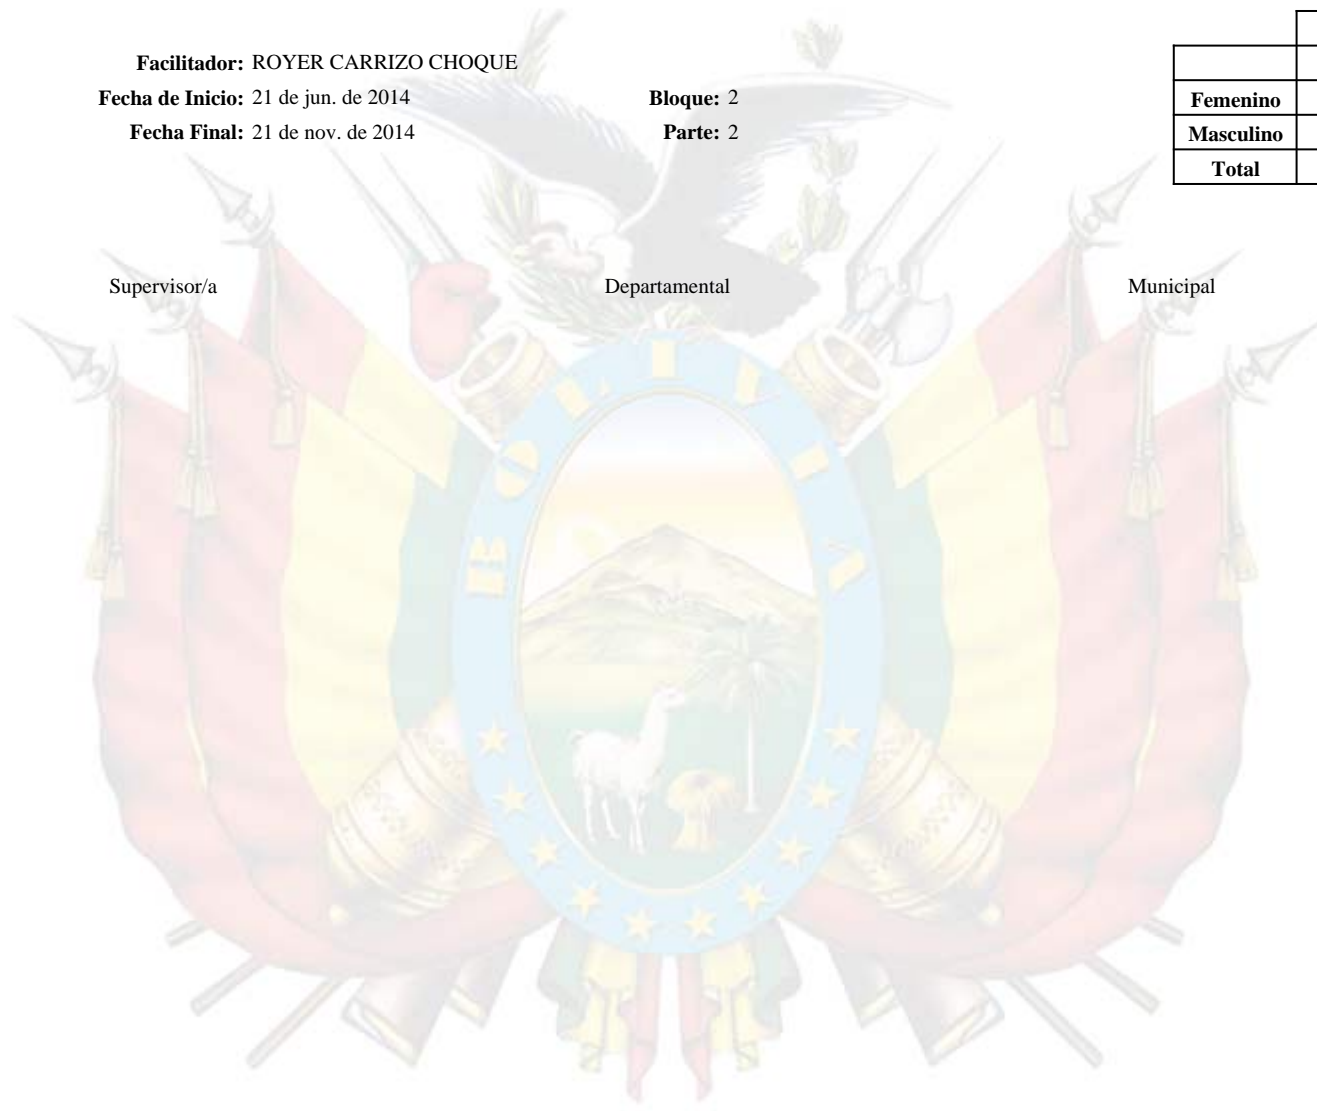 Facilitador: ROYER CARRIZO CHOQUE
Fecha de Inicio: 21 de jun. de 2014 Bloque: 2
Fecha Final: 21 de nov. de 2014 Parte: 2
Femenino
Masculino
Total
Supervisor/a Departamental Municipal
BOLIVIA